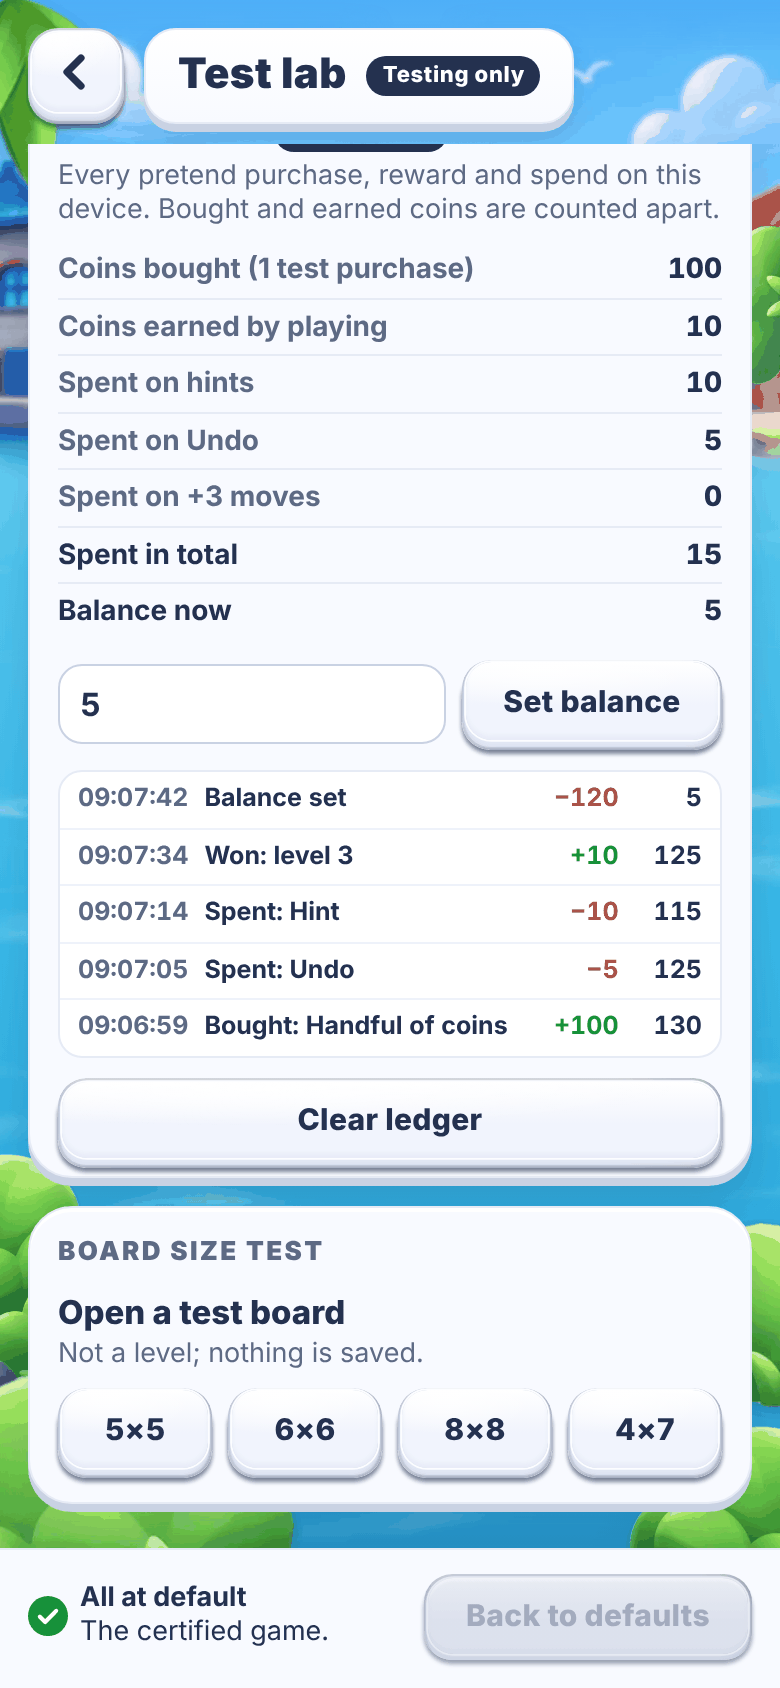 Test lab
Testing only
Every pretend purchase, reward and spend on this
device. Bought and earned coins are counted apart.
Coins bought (1 test purchase) 100
Coins earned by playing 10
Spent on hints 10
Spent on Undo 5
Spent on +3 moves 0
Spent in total 15
Balance now 5
5
Set balance
09:07:42 Balance set −120 5
09:07:34 Won: level 3 +10 125
09:07:14 Spent: Hint −10 115
09:07:05 Spent: Undo −5 125
09:06:59 Bought: Handful of coins +100 130
Clear ledger
BOARD SIZE TEST
Open a test board
Not a level; nothing is saved.
5×5 6×6 8×8 4×7
All at default
The certified game.
Back to defaults